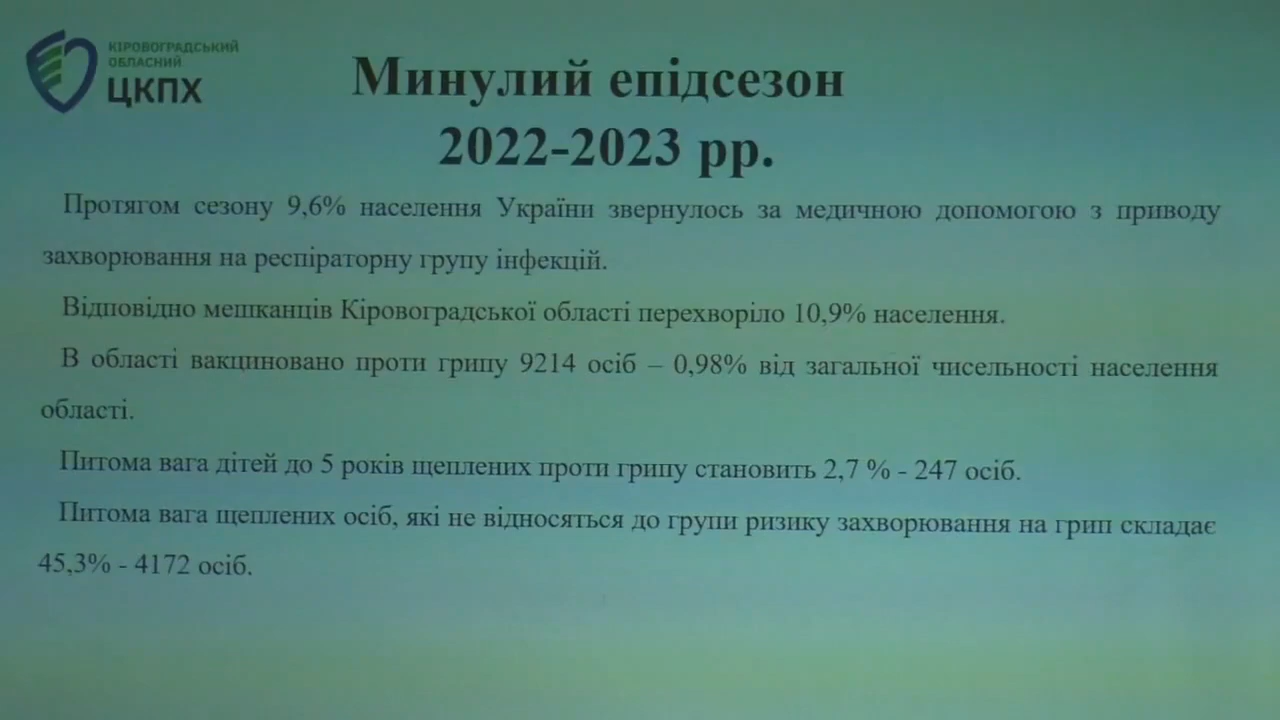 КІРОВОГРАДСЬКИЙ
ОБЛАСНИЙ
ЦКПХ
Минулий епідсезон
2022-2023 рр.
Протягом сезону 9,6% населення України звернулось за медичною допомогою з приводу
захворювання на респіраторну групу інфекцій.
Відповідно мешканців Кіровоградської області перехворіло 10,9% населення.
В області вакциновано проти грипу 9214 осіб – 0,98% від загальної чисельності населення
області.
Питома вага дітей до 5 років щеплених проти грипу становить 2,7 % - 247 осіб.
Питома вага щеплених осіб, які не відносяться до групи ризику захворювання на грип складає
45,3% - 4172 осіб.